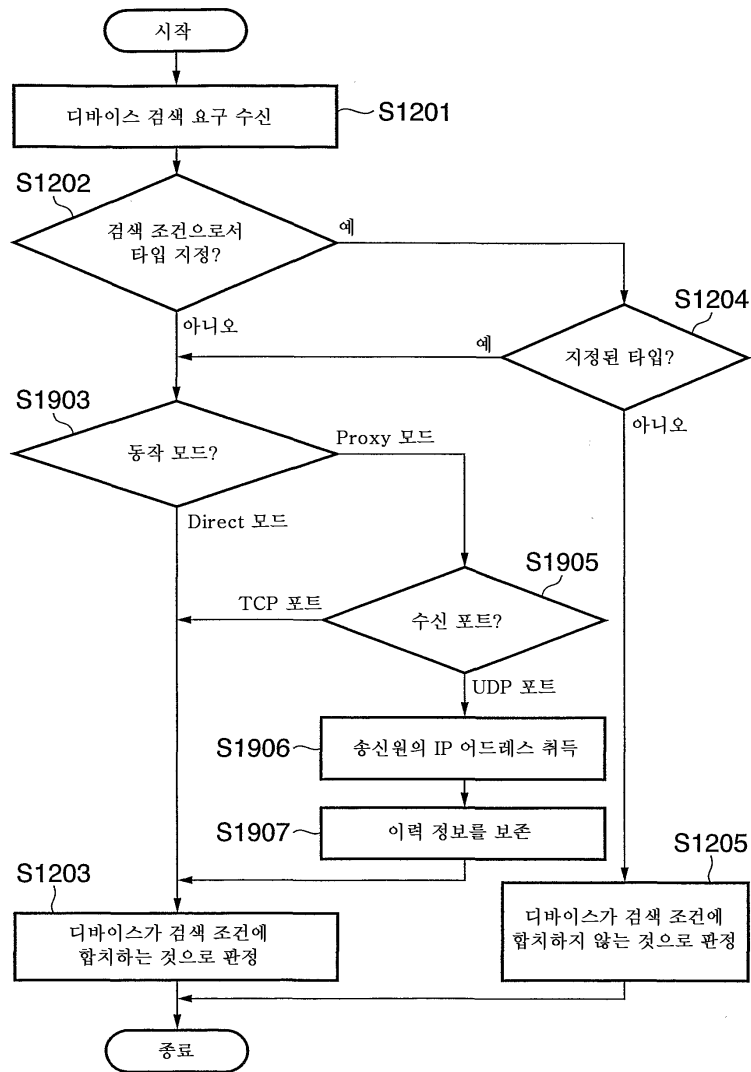 시작
디바이스 검색 요구 수신
S1201
S1202
검색 조건으로서
타입 지정?
예
S1204
아니오
예
지정된 타입?
S1903
아니오
동작 모드?
Proxy 모드
Direct 모드
S1905
TCP 포트
수신 포트?
UDP 포트
S1906
송신원의 IP 어드레스 취득
S1907
이력 정보를 보존
S1203
S1205
디바이스가 검색 조건에
합치하는 것으로 판정
디바이스가 검색 조건에
합치하지 않는 것으로 판정
종료